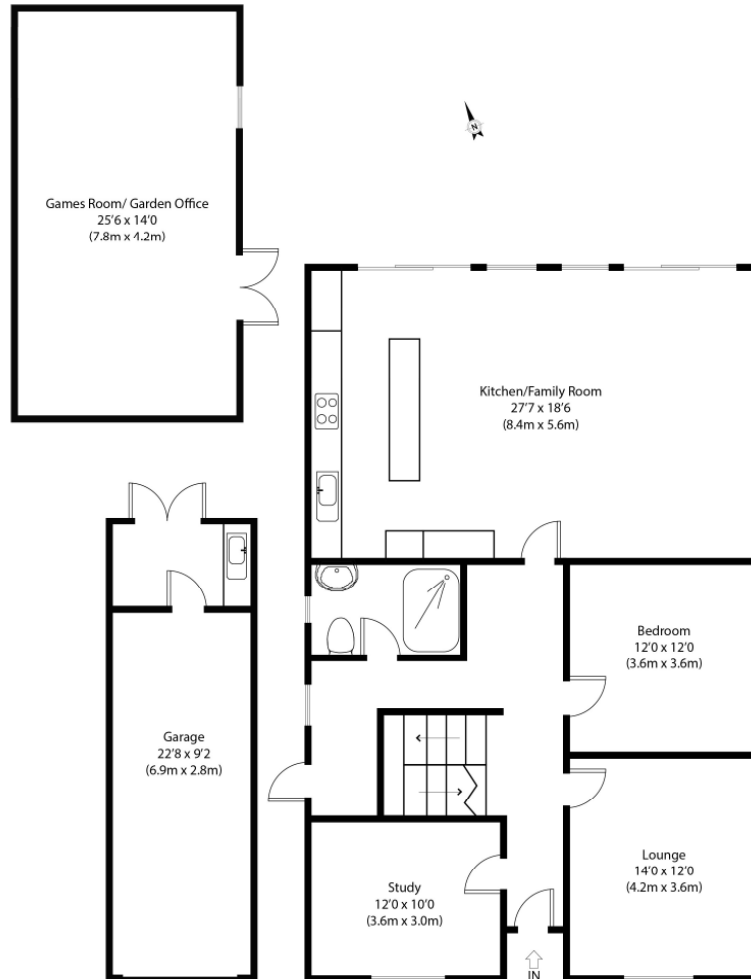 Games Room/ Garden Office
25'6 x 14'0
(7.8m x 4.2m)
N
Kitchen/Family Room
27'7 x 18'6
(8.4m x 5.6m)
Bedroom
12'0 x 12'0
(3.6m x 3.6m)
Garage
22'8 x 9'2
(6.9m x 2.8m)
Lounge
14'0 x 12'0
(4.2m x 3.6m)
Study
12'0 x 10'0
(3.6m x 3.0m)
IN